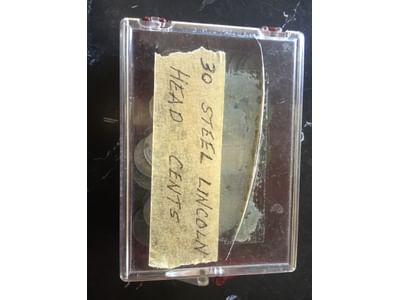 30 STEEL LINCOLN
HEAD CENTS